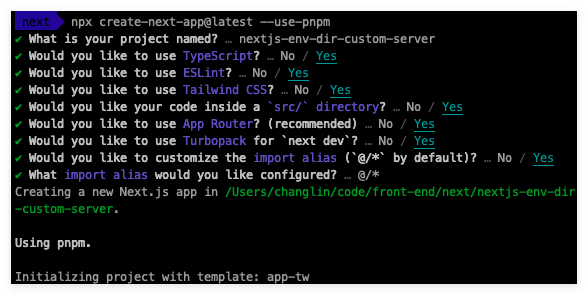 next npx create-next-app@latest --use-pnpm
✔ What is your project named? … nextjs-env-dir-custom-server
✔ Would you like to use TypeScript? … No / Yes
✔ Would you like to use ESLint? … No / Yes
✔ Would you like to use Tailwind CSS? … No / Yes
✔ Would you like your code inside a `src/` directory? … No / Yes
✔ Would you like to use App Router? (recommended) … No / Yes
✔ Would you like to use Turbopack for `next dev`? … No / Yes
✔ Would you like to customize the import alias (`@/*` by default)? … No / Yes
✔ What import alias would you like configured? … @/*
Creating a new Next.js app in /Users/changlin/code/front-end/next/nextjs-env-dir
-custom-server.
Using pnpm.
Initializing project with template: app-tw